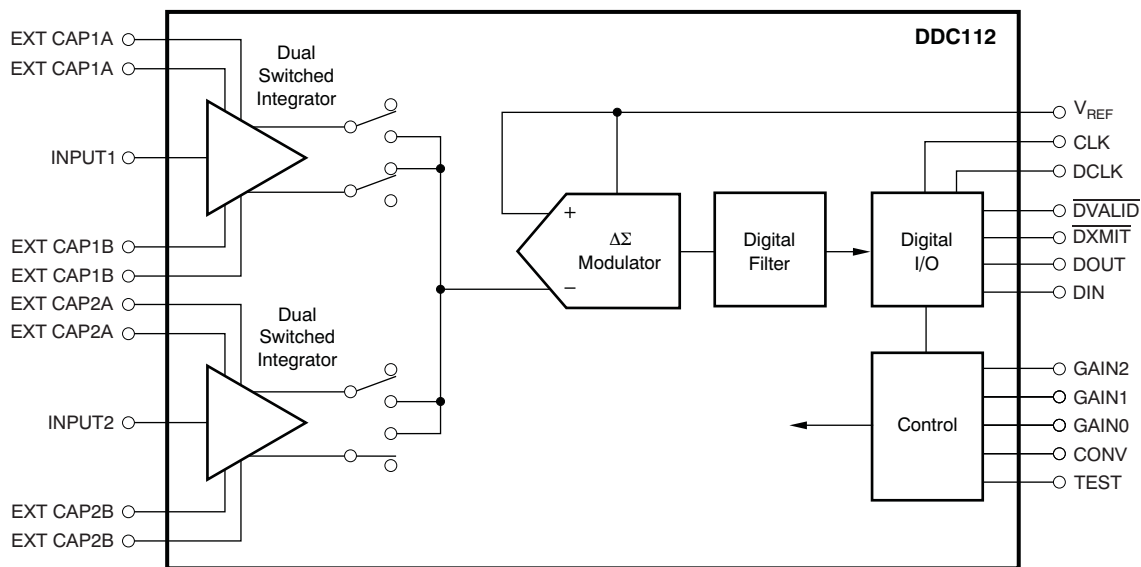 DDC112
EXT CAP1A
EXT CAP1A
Dual
Switched
Integrator
INPUT1
EXT CAP1B
EXT CAP1B
EXT CAP2A
EXT CAP2A
Dual
Switched
Integrator
INPUT2
EXT CAP2B
EXT CAP2B
+
ΔΣ
Modulator
−
Digital
Filter
Digital
I/O
Control
VREF
CLK
DCLK
DVALID
DXMIT
DOUT
DIN
GAIN2
GAIN1
GAIN0
CONV
TEST